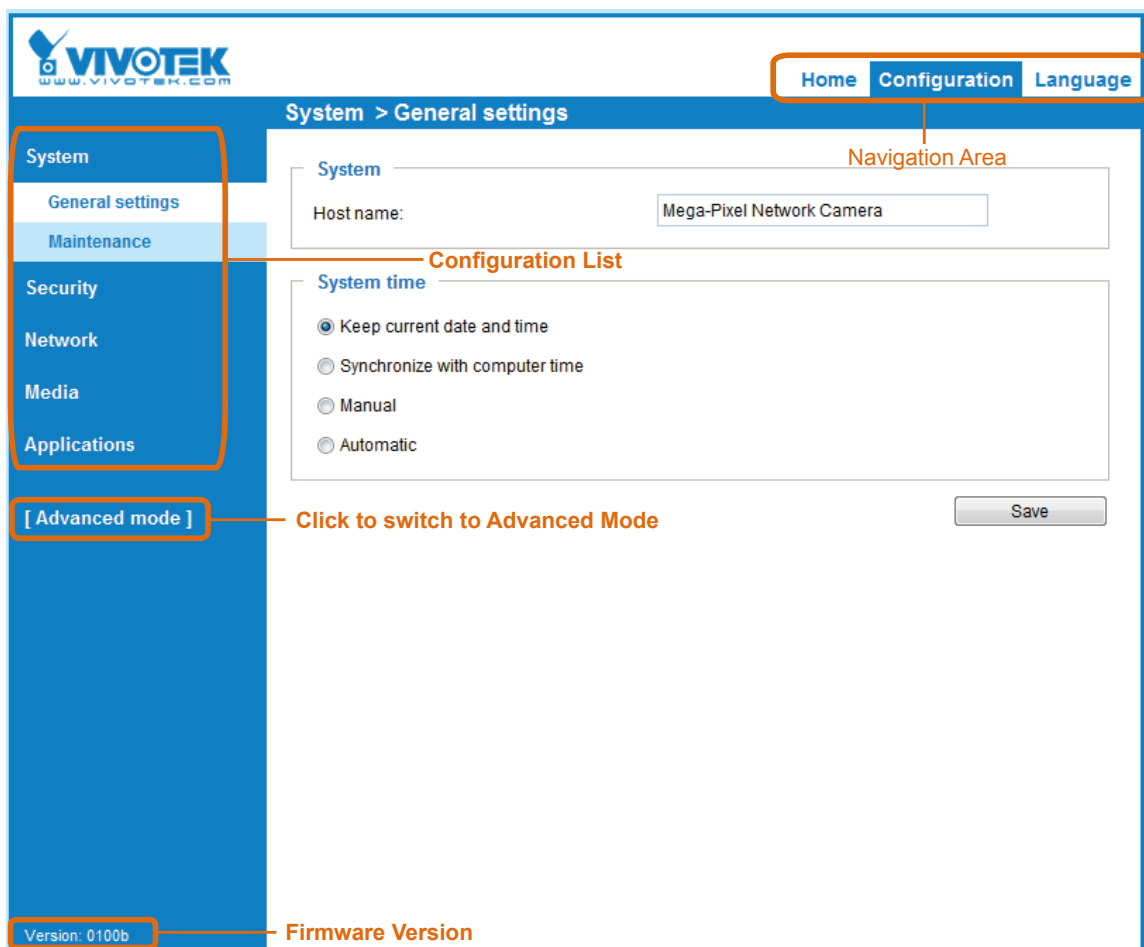 VIVOTEK
www.vivotek.com
Home Configuration Language
System > General settings
Navigation Area
System
General settings
Maintenance
Security
Network
Media
Applications
Configuration List
[ Advanced mode ]
Click to switch to Advanced Mode
System
Host name: Mega-Pixel Network Camera
System time
Keep current date and time
Synchronize with computer time
Manual
Automatic
Save
Version: 0100b
Firmware Version